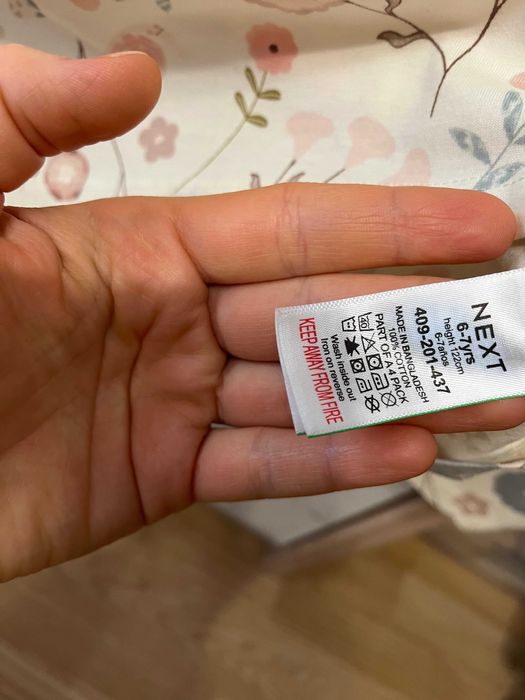 NEXT
6-7yrs
height 122cm
6-7años
409-201-437
MADE IN BANGLADESH
100% COTTON
PART OF A 4 PACK
Wash inside out
Iron on reverse
KEEP AWAY FROM FIRE